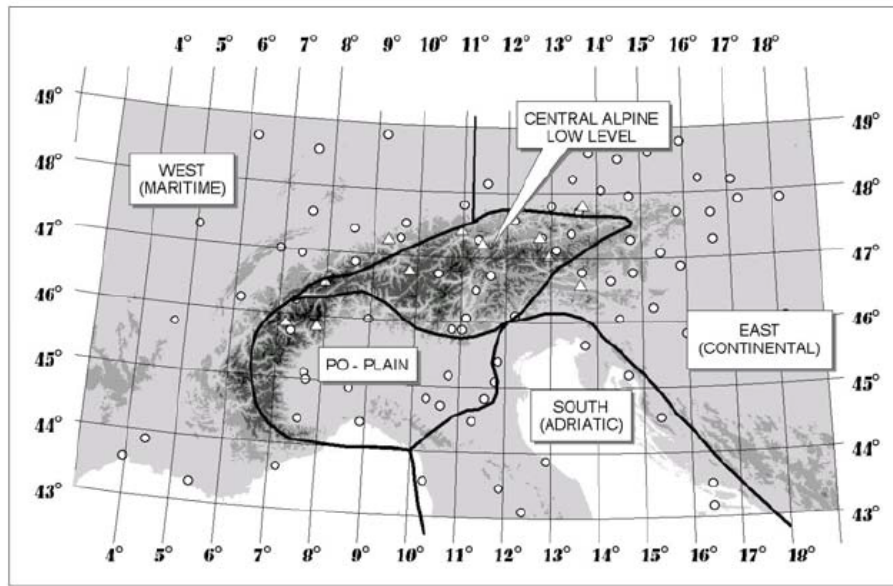 4° 5° 6° 7° 8° 9° 10° 11° 12° 13° 14° 15° 16° 17° 18°
49°
48°
47°
46°
45°
44°
43°
CENTRAL ALPINE
LOW LEVEL
WEST
(MARITIME)
PO - PLAIN
SOUTH
(ADRIATIC)
EAST
(CONTINENTAL)
49°
48°
47°
46°
45°
44°
43°
4° 5° 6° 7° 8° 9° 10° 11° 12° 13° 14° 15° 16° 17° 18°